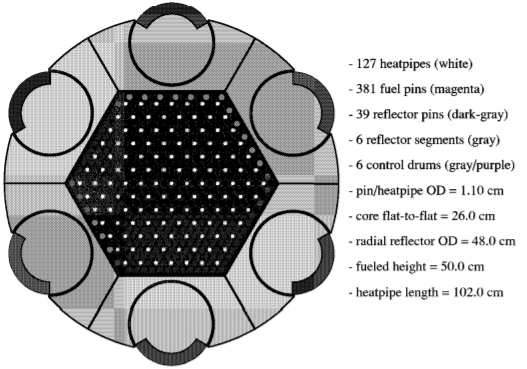 - 127 heatpipes (white)
- 381 fuel pins (magenta)
- 39 reflector pins (dark-gray)
- 6 reflector segments (gray)
- 6 control drums (gray/purple)
- pin/heatpipe OD = 1.10 cm
- core flat-to-flat = 26.0 cm
- radial reflector OD = 48.0 cm
- fueled height = 50.0 cm
- heatpipe length = 102.0 cm